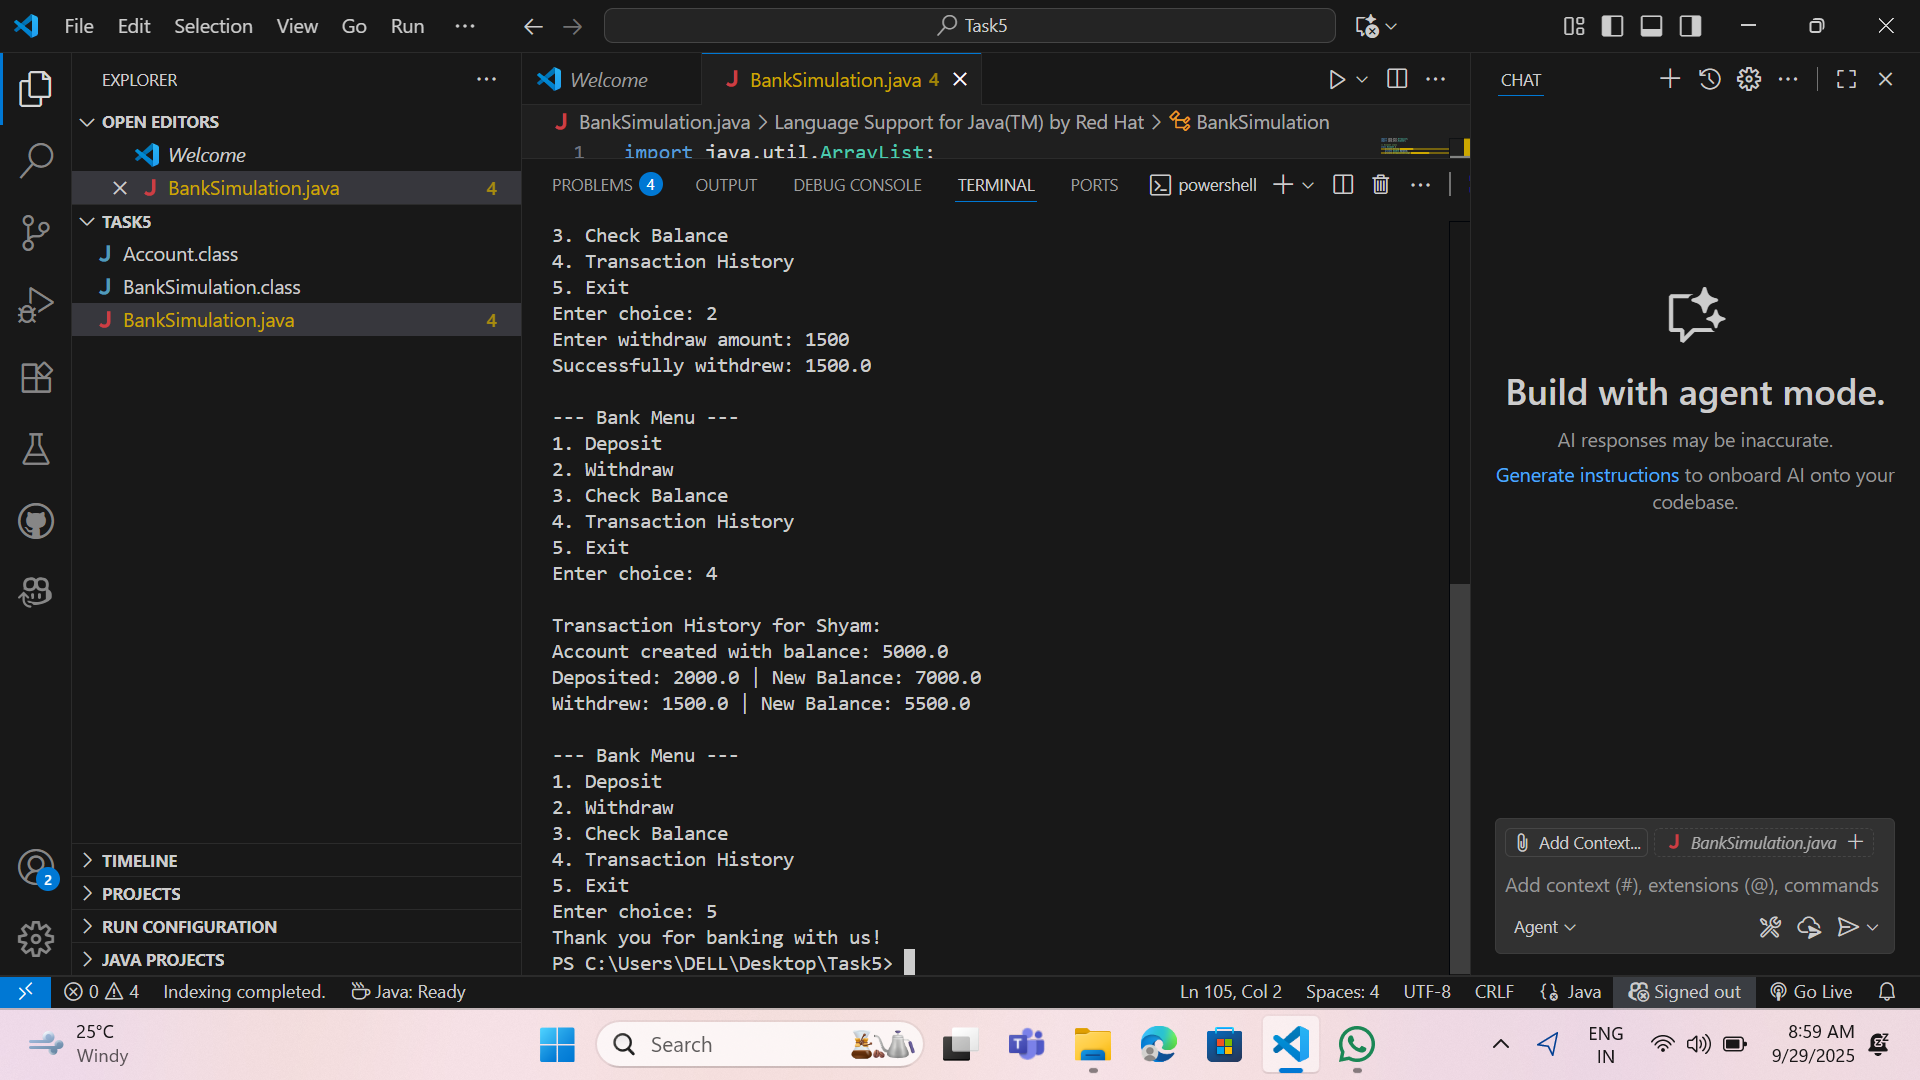 File Edit Selection View Go Run ···
Task5
EXPLORER
OPEN EDITORS
Welcome
BankSimulation.java 4
TASK5
Account.class
BankSimulation.class
BankSimulation.java 4
TIMELINE
PROJECTS
RUN CONFIGURATION
JAVA PROJECTS
2
Welcome
BankSimulation.java 4
BankSimulation.java > Language Support for Java(TM) by Red Hat > BankSimulation
1 import java.util.ArrayList;
PROBLEMS 4 OUTPUT DEBUG CONSOLE TERMINAL PORTS powershell
3. Check Balance
4. Transaction History
5. Exit
Enter choice: 2
Enter withdraw amount: 1500
Successfully withdrew: 1500.0
--- Bank Menu ---
1. Deposit
2. Withdraw
3. Check Balance
4. Transaction History
5. Exit
Enter choice: 4
Transaction History for Shyam:
Account created with balance: 5000.0
Deposited: 2000.0 | New Balance: 7000.0
Withdrew: 1500.0 | New Balance: 5500.0
--- Bank Menu ---
1. Deposit
2. Withdraw
3. Check Balance
4. Transaction History
5. Exit
Enter choice: 5
Thank you for banking with us!
PS C:\Users\DELL\Desktop\Task5>
CHAT
Build with agent mode.
AI responses may be inaccurate.
Generate instructions to onboard AI onto your
codebase.
Add Context... BankSimulation.java +
Add context (#), extensions (@), commands
Agent
0 4 Indexing completed. Java: Ready
Ln 105, Col 2 Spaces: 4 UTF-8 CRLF {} Java Signed out Go Live
25°C
Windy
Search
ENG
IN
8:59 AM
9/29/2025